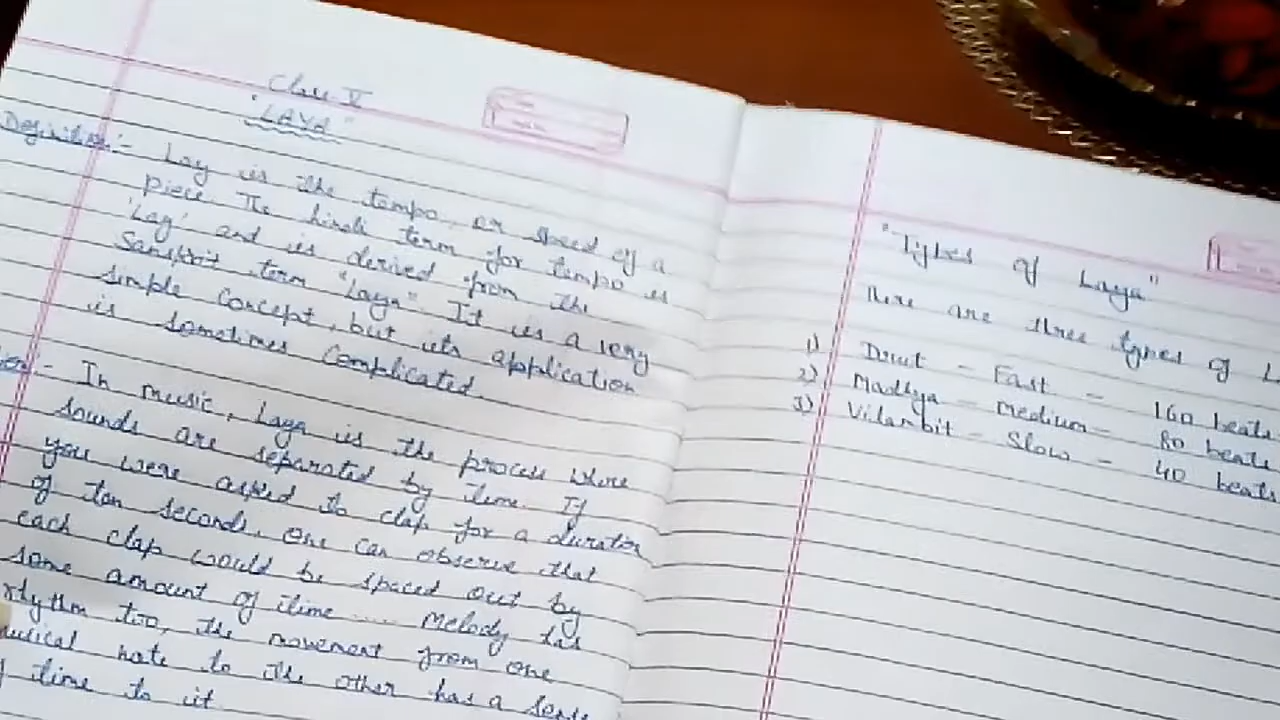 Class V
"LAYA"
Definition:- Lay is the tempo, or speed of a
piece. The hindi term for tempo is
'Lay' and is derived from the
Sanskrit term "Laya". It is a very
simple concept, but its application
is sometimes complicated.
:- In music, Laya is the process where
sounds are separated by time. If
you were asked to clap for a duration
of ten seconds, one can observe that
each clap would be spaced out by
some amount of time .... Melody has
rhythm too, the movement from one
musical note to the other has a sense
of time to it.
"Types of Laya"
There are three types of L
1) Drut - Fast - 160 beats
2) Madhya - Medium - 80 beats
3) Vilambit - Slow - 40 beats